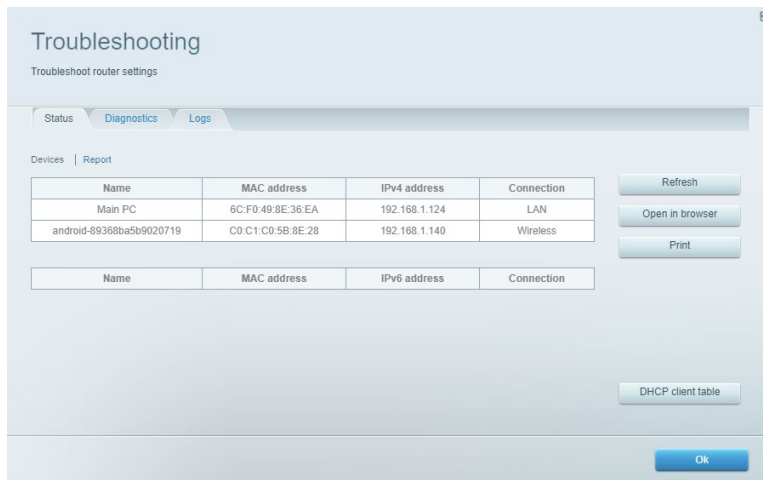 Troubleshooting
Troubleshoot router settings
Status Diagnostics Logs
Devices | Report
Name MAC address IPv4 address Connection
Main PC 6C:F0:49:8E:36:EA 192.168.1.124 LAN
android-89368ba5b9020719 C0:C1:C0:5B:8E:28 192.168.1.140 Wireless
Name MAC address IPv6 address Connection
Refresh
Open in browser
Print
DHCP client table
Ok